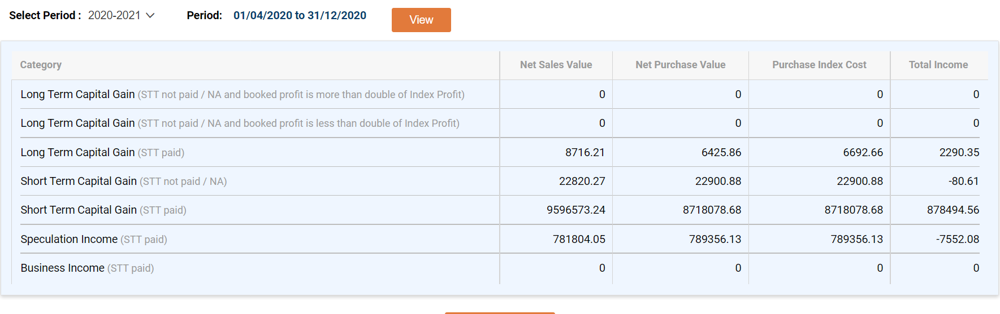 Select Period : 2020-2021 Period: 01/04/2020 to 31/12/2020 View
Category Net Sales Value Net Purchase Value Purchase Index Cost Total Income
Long Term Capital Gain (STT not paid / NA and booked profit is more than double of Index Profit) 0 0 0 0
Long Term Capital Gain (STT not paid / NA and booked profit is less than double of Index Profit) 0 0 0 0
Long Term Capital Gain (STT paid) 8716.21 6425.86 6692.66 2290.35
Short Term Capital Gain (STT not paid / NA) 22820.27 22900.88 22900.88 -80.61
Short Term Capital Gain (STT paid) 9596573.24 8718078.68 8718078.68 878494.56
Speculation Income (STT paid) 781804.05 789356.13 789356.13 -7552.08
Business Income (STT paid) 0 0 0 0